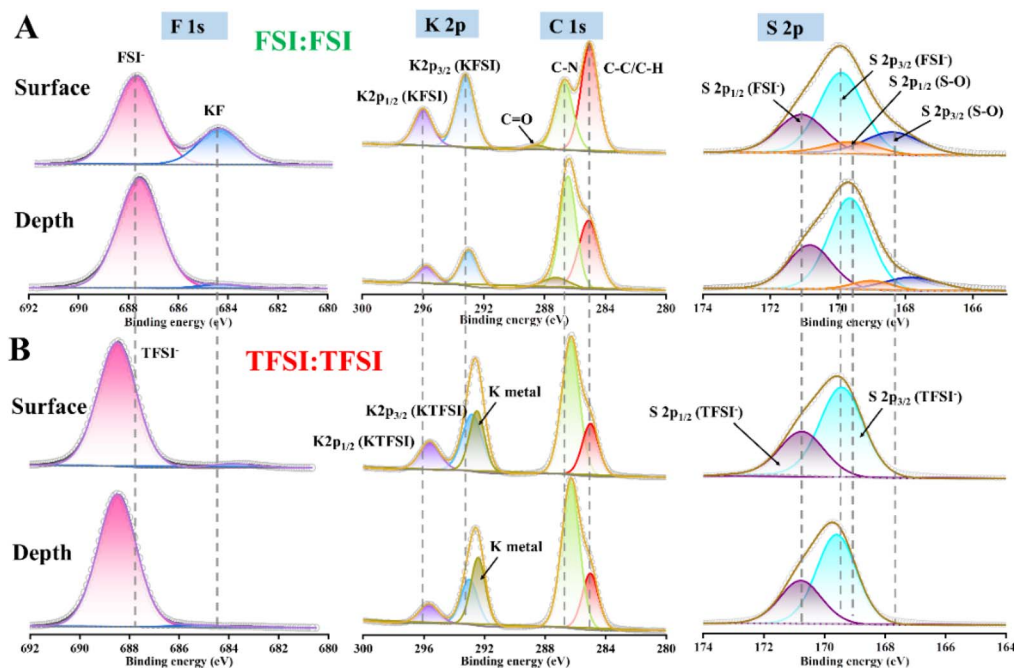 A
F 1s
K 2p
C 1s
S 2p
FSI:FSI
Surface
FSI⁻
KF
K2p1/2 (KFSI)
K2p3/2 (KFSI)
C=O
C-N
C-C/C-H
S 2p1/2 (FSI⁻)
S 2p3/2 (FSI⁻)
S 2p1/2 (S-O)
S 2p3/2 (S-O)
Depth
692 690 688 686 684 682 680
Binding energy (eV)
300 296 292 288 284 280
Binding energy (eV)
174 172 170 168 166
Binding energy (eV)
B
TFSI⁻
TFSI:TFSI
Surface
K2p1/2 (KTFSI)
K2p3/2 (KTFSI)
K metal
S 2p1/2 (TFSI⁻)
S 2p3/2 (TFSI⁻)
Depth
K metal
692 690 688 686 684 682 680
Binding energy (eV)
300 296 292 288 284 280
Binding energy (eV)
174 172 170 168 166 164
Binding energy (eV)